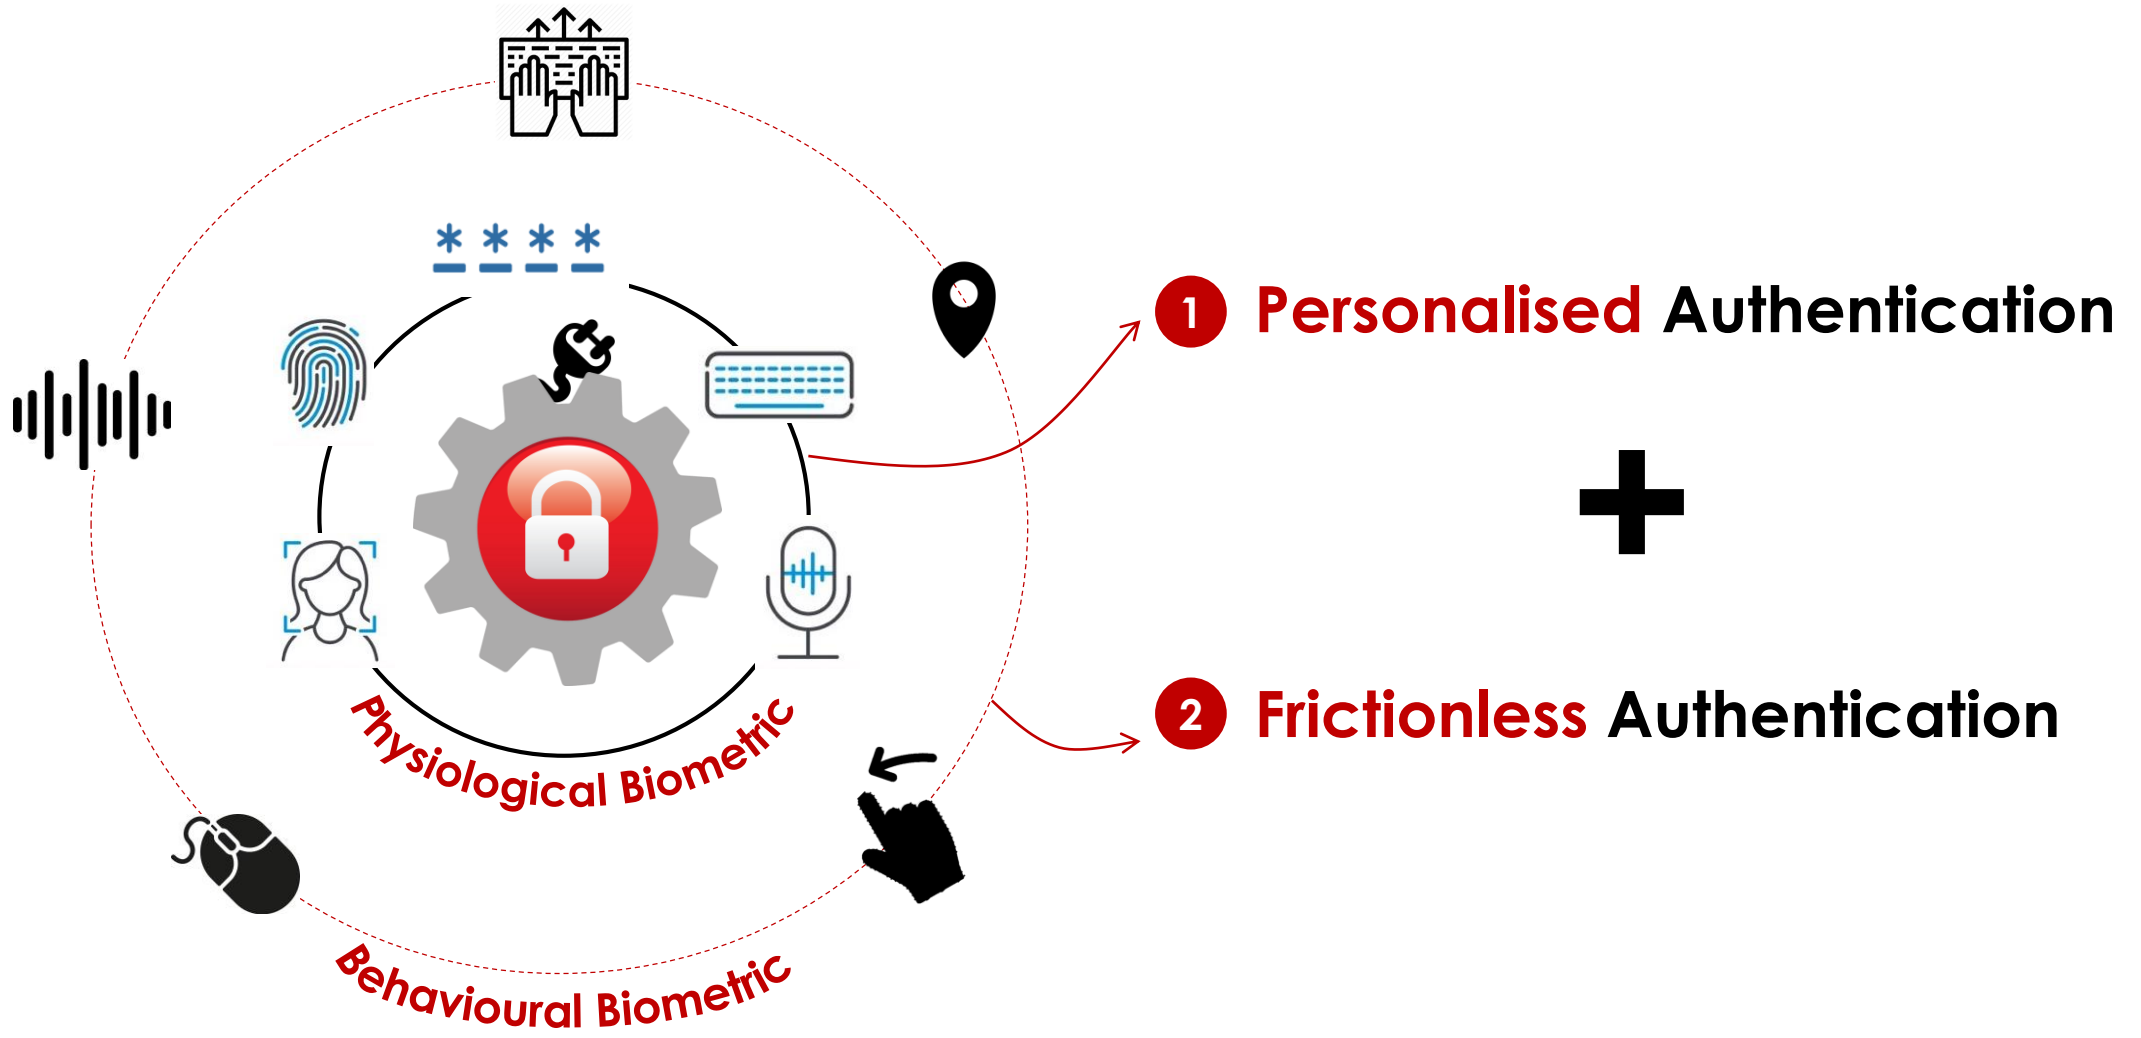 * * * *
1 Personalised Authentication
2 Frictionless Authentication
Physiological Biometric
Behavioural Biometric